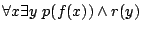 ∀x∃y p(f(x)) ∧ r(y)